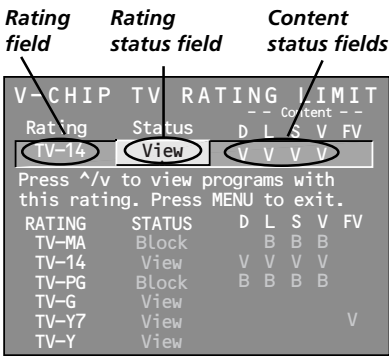 Rating field
Rating status field
Content status fields
V-CHIP TV RATING LIMIT
- - Content - -
Rating Status D L S V FV
TV-14 View V V V V
Press ^/v to view programs with
this rating. Press MENU to exit.
RATING STATUS D L S V FV
TV-MA Block B B B
TV-14 View V V V V
TV-PG Block B B B B
TV-G View
TV-Y7 View V
TV-Y View